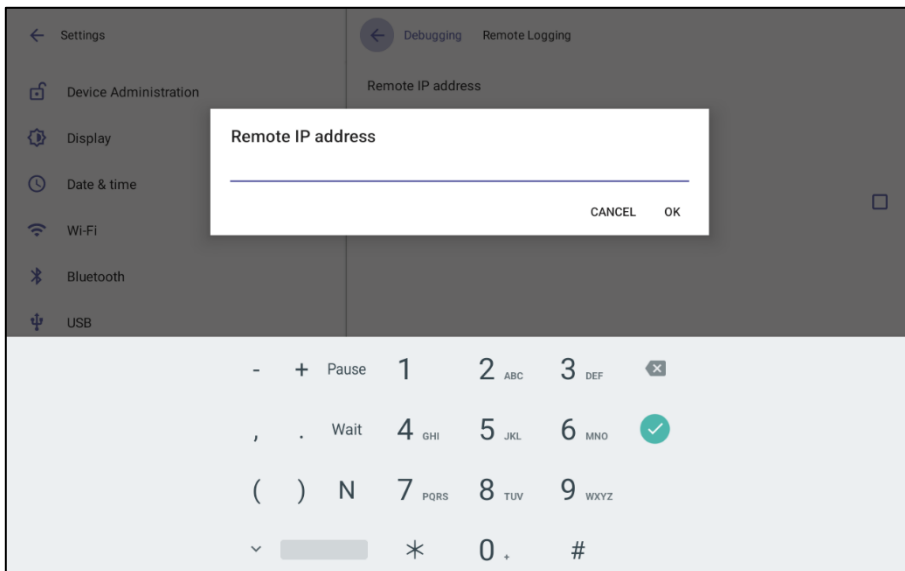 Settings
Debugging Remote Logging
Device Administration
Remote IP address
Display
Date & time
Wi-Fi
Bluetooth
USB
Remote IP address
CANCEL OK
- + Pause 1 2 ABC 3 DEF
, . Wait 4 GHI 5 JKL 6 MNO
( ) N 7 PQRS 8 TUV 9 WXYZ
* 0 + #